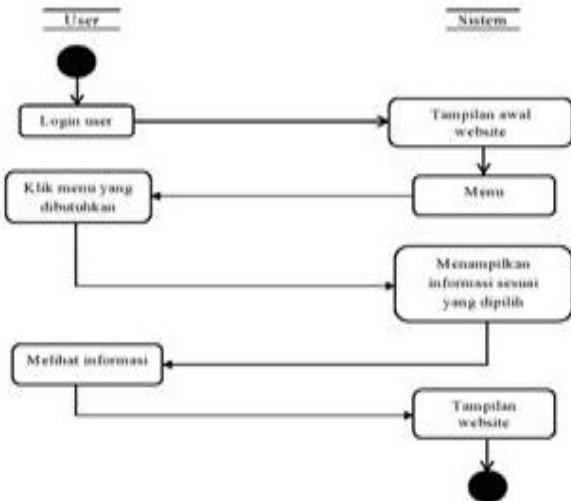 User
Sistem
Login user
Tampilan awal
website
Menu
Klik menu yang
dibutuhkan
Menampilkan
informasi sesuai
yang dipilih
Melihat informasi
Tampilan
website